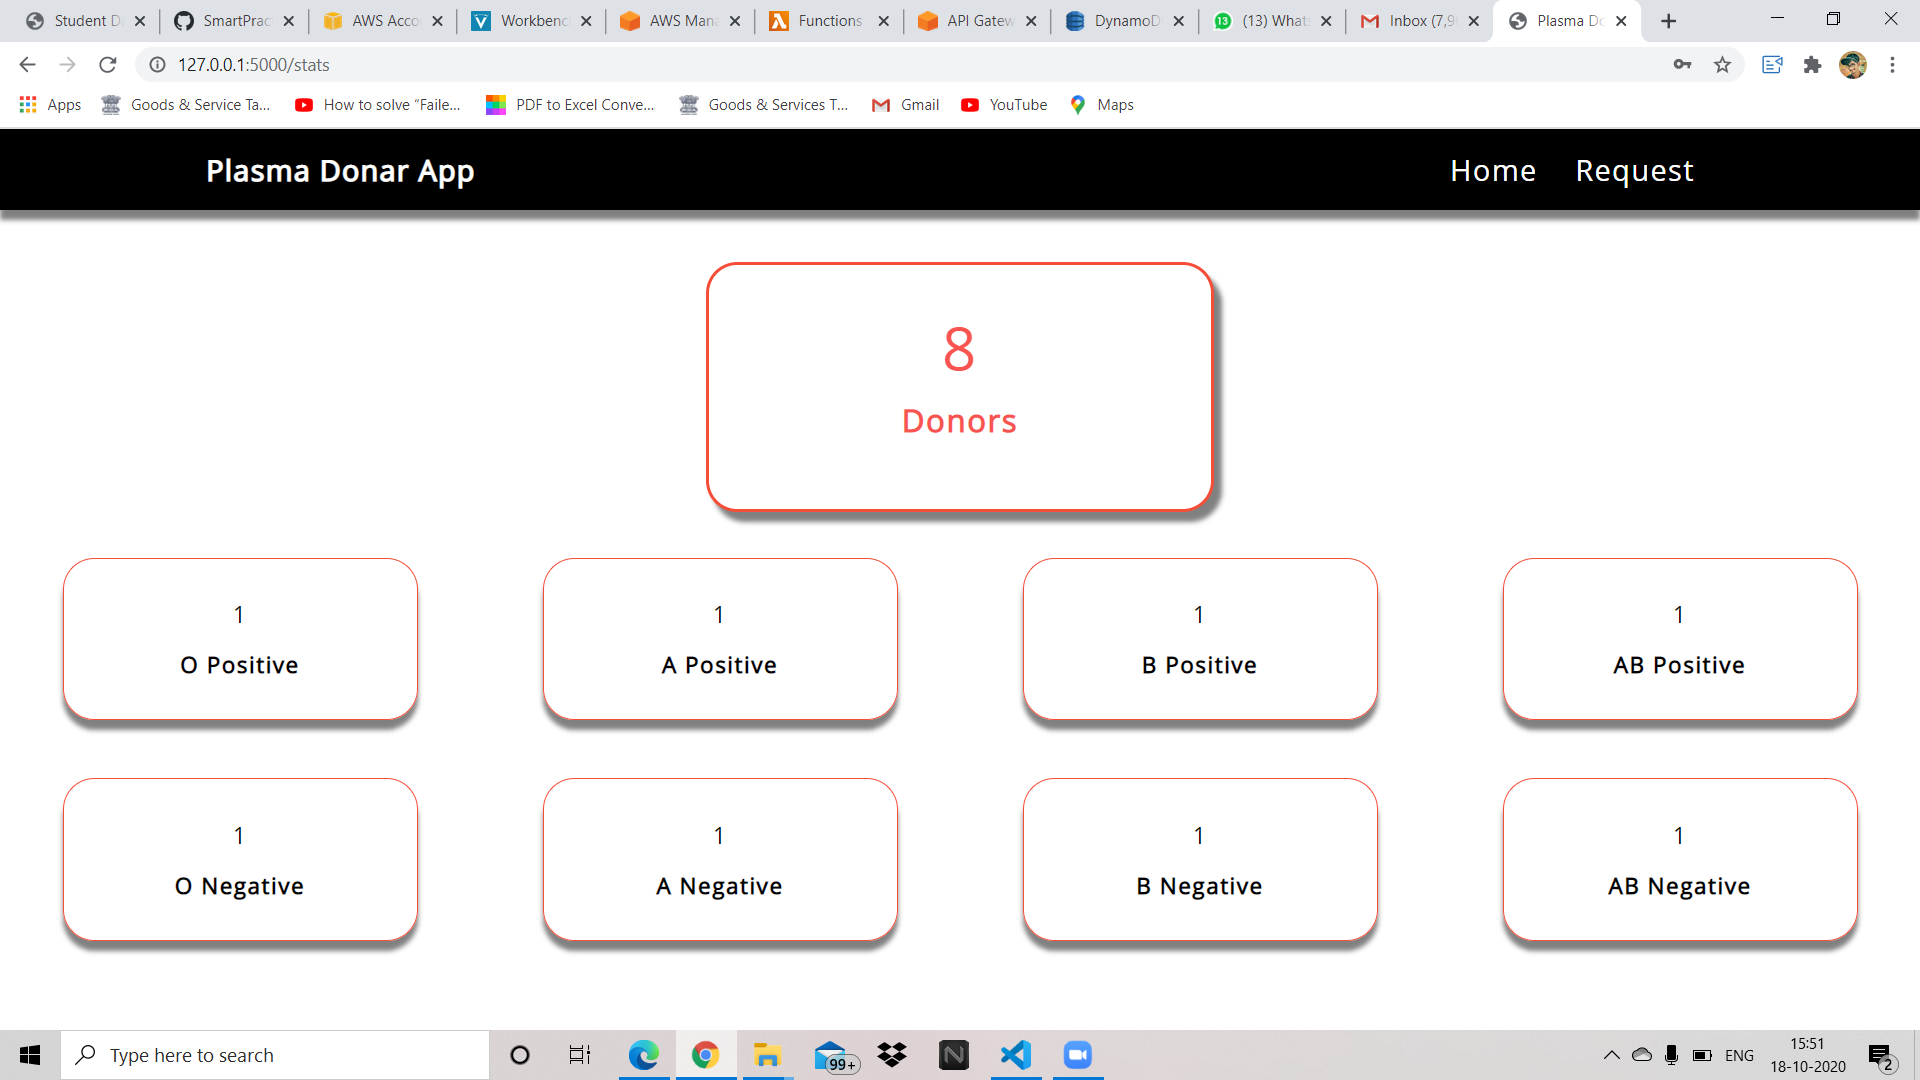 Student D
SmartPrac
AWS Acco
Workbenc
AWS Mana
Functions
API Gatew
DynamoD
(13) What
Inbox (7,9
Plasma Do
127.0.0.1:5000/stats
Apps
Goods & Service Ta...
How to solve “Faile...
PDF to Excel Conve...
Goods & Services T...
Gmail
YouTube
Maps
Plasma Donar App
Home
Request
8
Donors
1
O Positive
1
A Positive
1
B Positive
1
AB Positive
1
O Negative
1
A Negative
1
B Negative
1
AB Negative
Type here to search
99+
ENG
15:51
18-10-2020
2